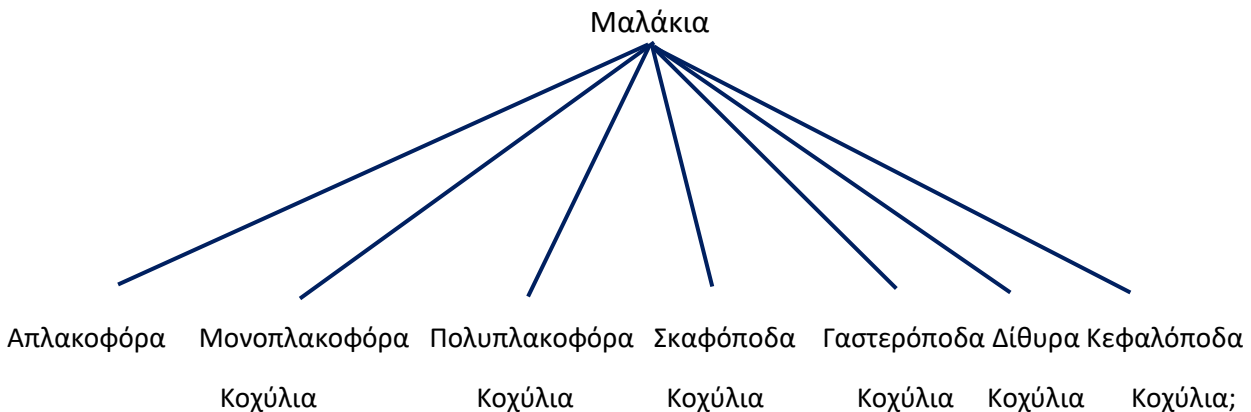 Μαλάκια
Απλακοφόρα Μονοπλακοφόρα Πολυπλακοφόρα Σκαφόποδα Γαστερόποδα Δίθυρα Κεφαλόποδα
Κοχύλια Κοχύλια Κοχύλια Κοχύλια Κοχύλια Κοχύλια;